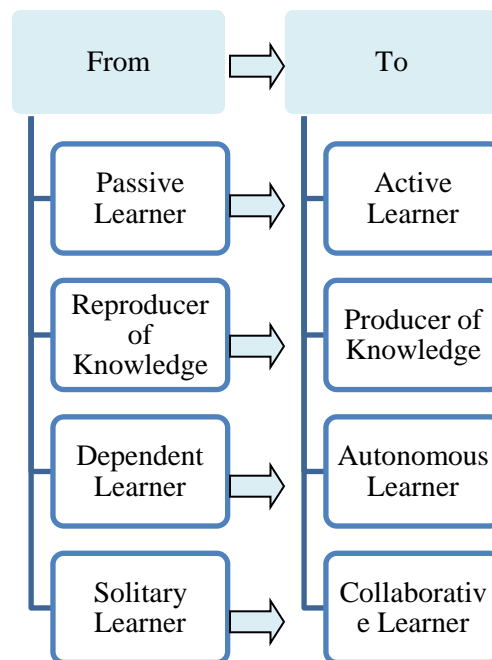 From
To
Passive
Learner
Active
Learner
Reproducer
of
Knowledge
Producer of
Knowledge
Dependent
Learner
Autonomous
Learner
Solitary
Learner
Collaborativ
e Learner